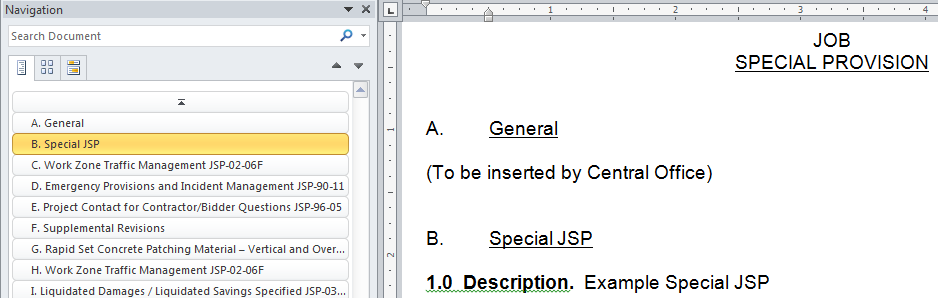 Navigation
Search Document
A. General
B. Special JSP
C. Work Zone Traffic Management JSP-02-06F
D. Emergency Provisions and Incident Management JSP-90-11
E. Project Contact for Contractor/Bidder Questions JSP-96-05
F. Supplemental Revisions
G. Rapid Set Concrete Patching Material – Vertical and Over...
H. Work Zone Traffic Management JSP-02-06F
I. Liquidated Damages / Liquidated Savings Specified JSP-03...
L
1 2 3 4
1
2
JOB
SPECIAL PROVISION
A. General
(To be inserted by Central Office)
B. Special JSP
1.0 Description. Example Special JSP